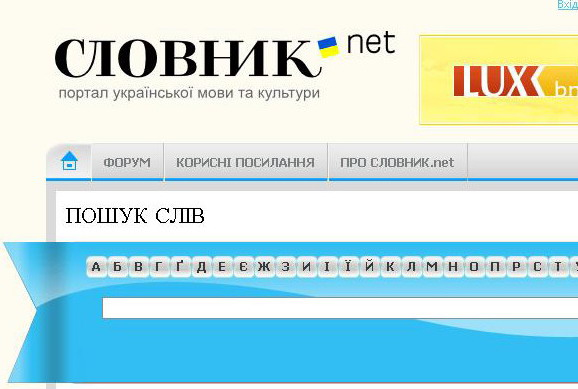 Вхід
СЛОВНИК.net
портал української мови та культури
LUX
ФОРУМ КОРИСНІ ПОСИЛАННЯ ПРО СЛОВНИК.net
ПОШУК СЛІВ
А Б В Г Ґ Д Е Є Ж З И І Ї Й К Л М Н О П Р С Т